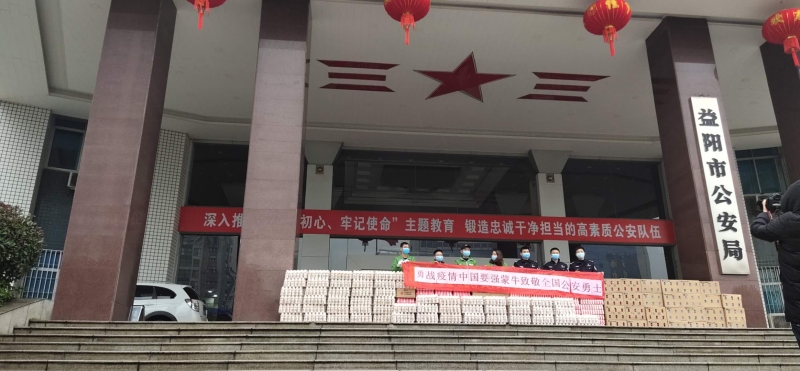 益阳市公安局
深入推 初心、牢记使命”主题教育 锻造忠诚干净担当的高素质公安队伍
勇战疫情中国要强蒙牛致敬全国公安勇士